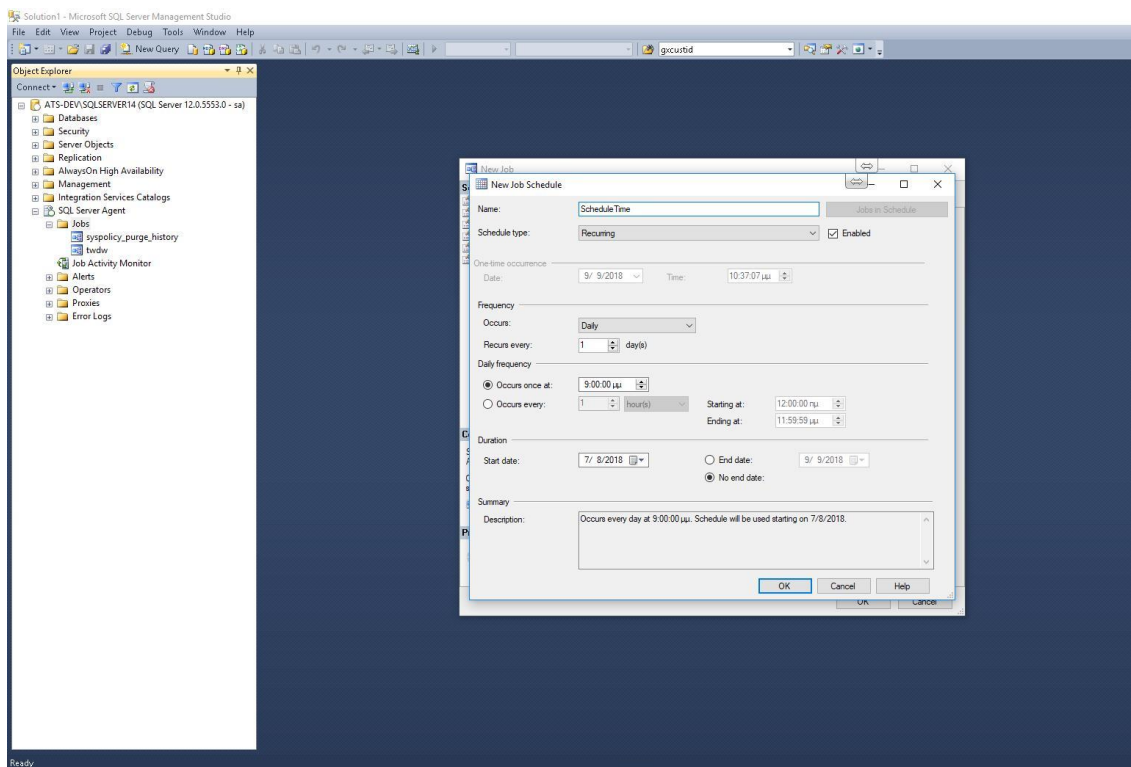 Solution1 - Microsoft SQL Server Management Studio
File Edit View Project Debug Tools Window Help
New Query gxcustid
Object Explorer
Connect
ATS-DEV\SQLSERVER14 (SQL Server 12.0.5553.0 - sa)
Databases
Security
Server Objects
Replication
AlwaysOn High Availability
Management
Integration Services Catalogs
SQL Server Agent
Jobs
syspolicy_purge_history
twdw
Job Activity Monitor
Alerts
Operators
Proxies
Error Logs
New Job
New Job Schedule
Name: ScheduleTime Jobs in Schedule
Schedule type: Recurring Enabled
One-time occurrence
Date: 9/ 9/2018 Time: 10:37:07 μμ
Frequency
Occurs: Daily
Recurs every: 1 day(s)
Daily frequency
Occurs once at: 9:00:00 μμ
Occurs every: 1 hour(s) Starting at: 12:00:00 πμ
Ending at: 11:59:59 μμ
Duration
Start date: 7/ 8/2018 End date: 9/ 9/2018
No end date:
Summary
Description: Occurs every day at 9:00:00 μμ. Schedule will be used starting on 7/8/2018.
OK Cancel Help
OK Cancel
Ready